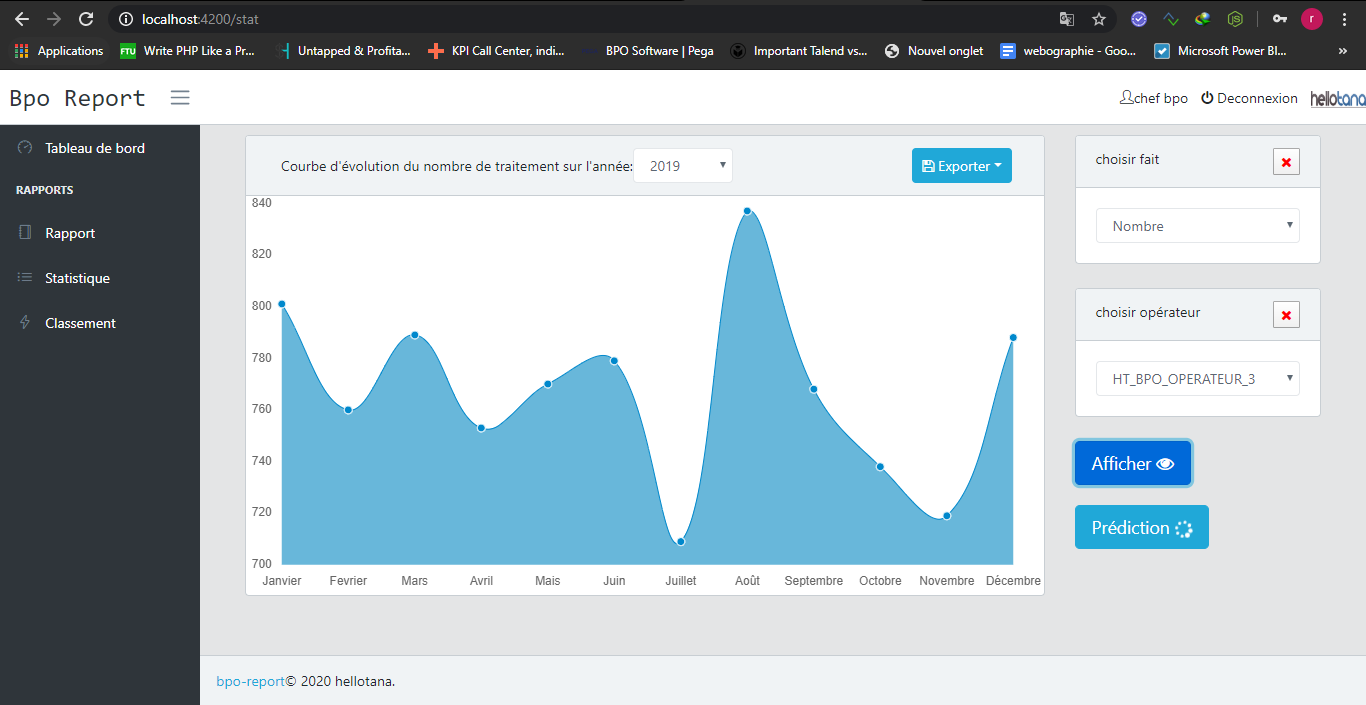 localhost:4200/stat
Applications
Write PHP Like a Pr...
Untapped & Profita...
KPI Call Center, indi...
BPO Software | Pega
Important Talend vs...
Nouvel onglet
webographie - Goo...
Microsoft Power BI...
»
FTU
r
Bpo Report
chef bpo
Deconnexion
hellotana
Tableau de bord
RAPPORTS
Rapport
Statistique
Classement
Courbe d'évolution du nombre de traitement sur l'année:
2019
Exporter
840
820
800
780
760
740
720
700
Janvier
Fevrier
Mars
Avril
Mais
Juin
Juillet
Août
Septembre
Octobre
Novembre
Décembre
choisir fait
Nombre
choisir opérateur
HT_BPO_OPERATEUR_3
Afficher
Prédiction
bpo-report© 2020 hellotana.